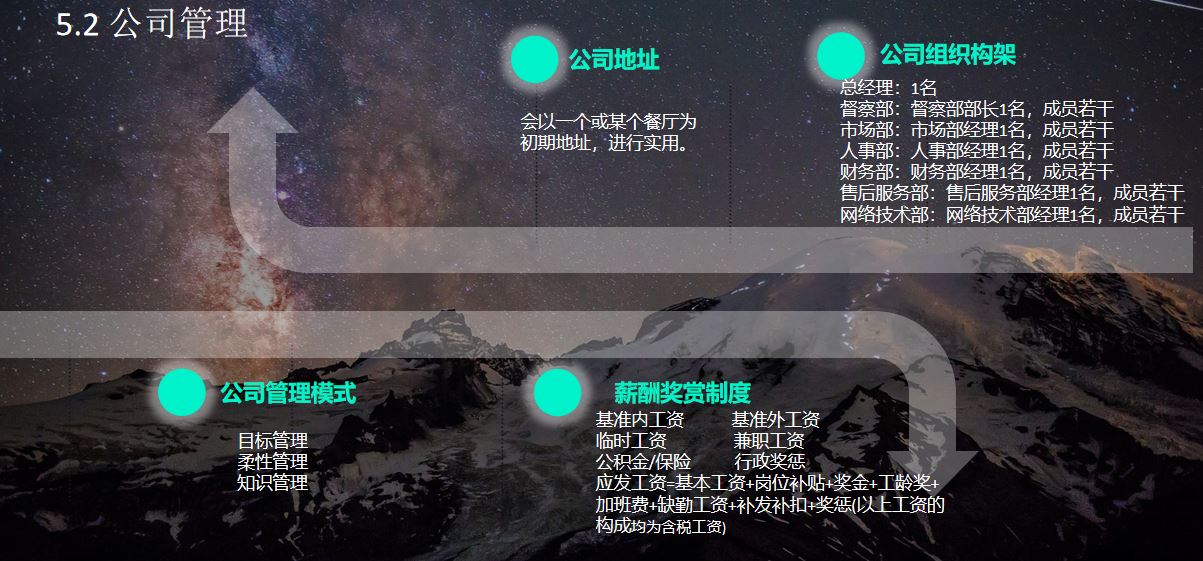 5.2 公司管理
公司地址
会以一个或某个餐厅为
初期地址，进行实用。
公司组织构架
总经理：1名
督察部：督察部部长1名，成员若干
市场部：市场部经理1名，成员若干
人事部：人事部经理1名，成员若干
财务部：财务部经理1名，成员若干
售后服务部：售后服务部经理1名，成员若干
网络技术部：网络技术部经理1名，成员若干
公司管理模式
目标管理
柔性管理
知识管理
薪酬奖赏制度
基准内工资 基准外工资
临时工资 兼职工资
公积金/保险 行政奖惩
应发工资=基本工资+岗位补贴+奖金+工龄奖+
加班费+缺勤工资+补发补扣+奖惩(以上工资的
构成均为含税工资)